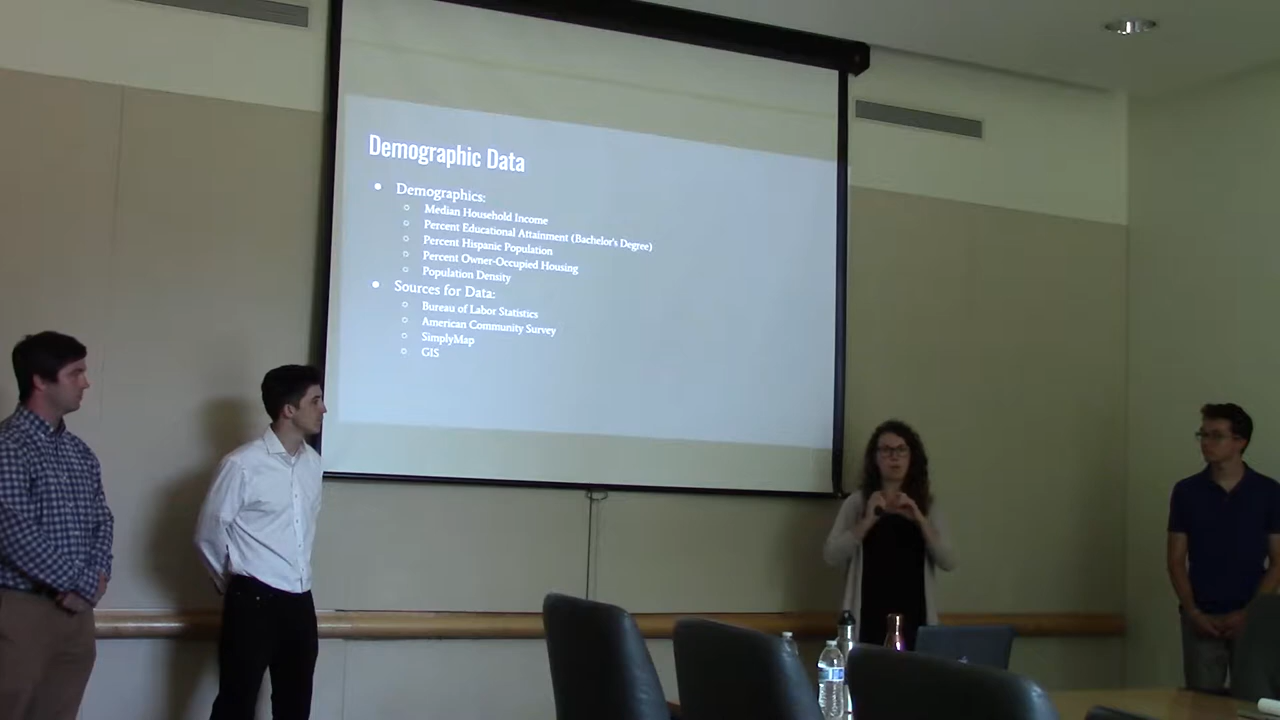 Demographic Data
Demographics:
Median Household Income
Percent Educational Attainment (Bachelor's Degree)
Percent Hispanic Population
Percent Owner-Occupied Housing
Population Density
Sources for Data:
Bureau of Labor Statistics
American Community Survey
SimplyMap
GIS